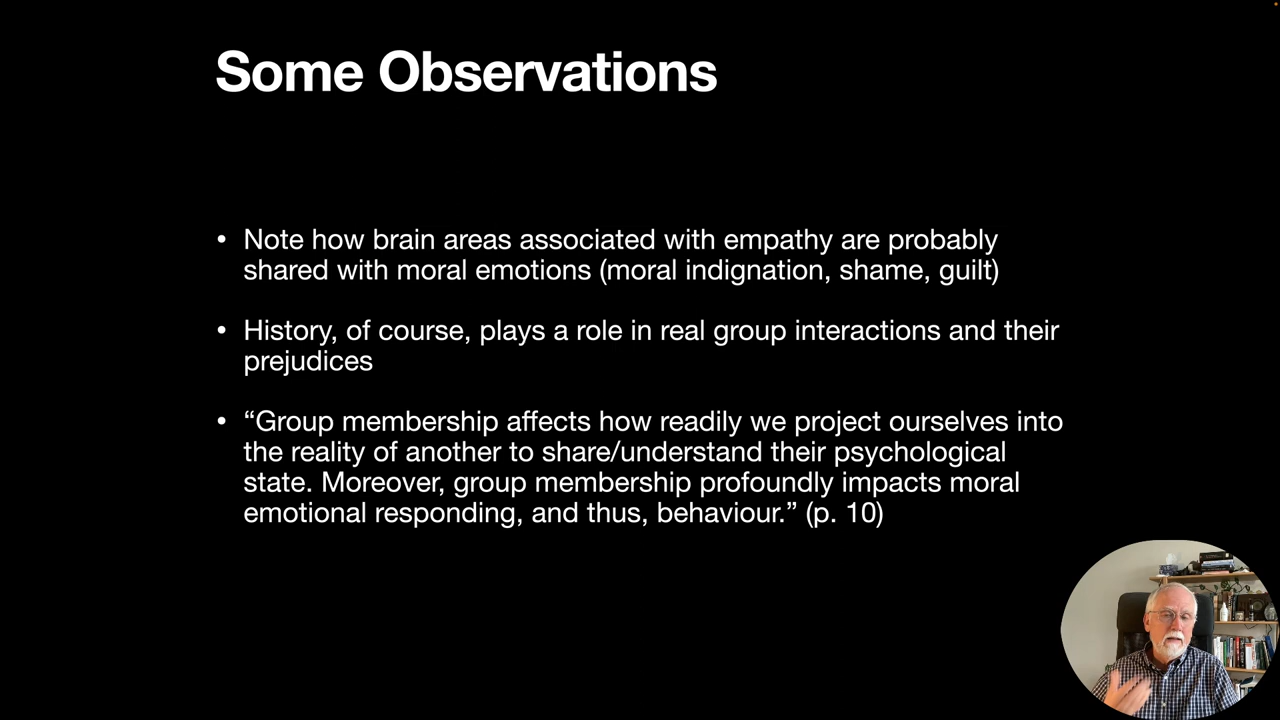 Some Observations
• Note how brain areas associated with empathy are probably
shared with moral emotions (moral indignation, shame, guilt)
• History, of course, plays a role in real group interactions and their
prejudices
• “Group membership affects how readily we project ourselves into
the reality of another to share/understand their psychological
state. Moreover, group membership profoundly impacts moral
emotional responding, and thus, behaviour.” (p. 10)